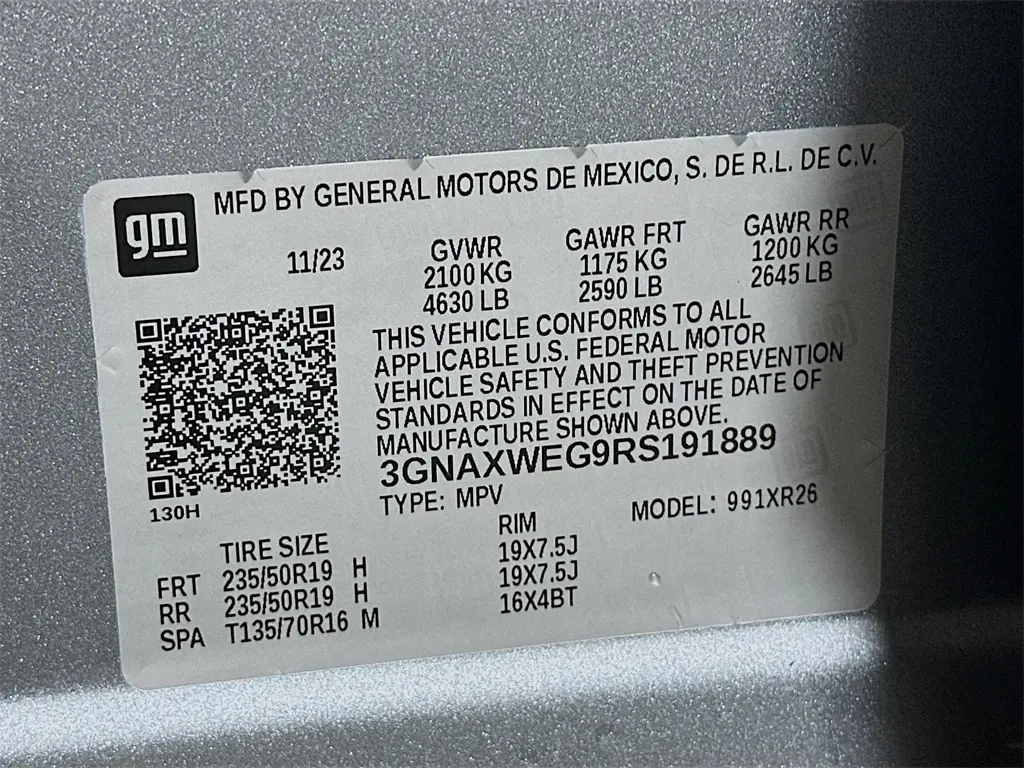 gm
MFD BY GENERAL MOTORS DE MEXICO, S. DE R.L. DE C.V.
11/23 GVWR GAWR FRT GAWR RR
2100 KG 1175 KG 1200 KG
4630 LB 2590 LB 2645 LB
THIS VEHICLE CONFORMS TO ALL
APPLICABLE U.S. FEDERAL MOTOR
VEHICLE SAFETY AND THEFT PREVENTION
STANDARDS IN EFFECT ON THE DATE OF
MANUFACTURE SHOWN ABOVE.
3GNAXWEG9RS191889
130H
TYPE: MPV MODEL: 991XR26
TIRE SIZE RIM
FRT 235/50R19 H 19X7.5J
RR 235/50R19 H 19X7.5J
SPA T135/70R16 M 16X4BT